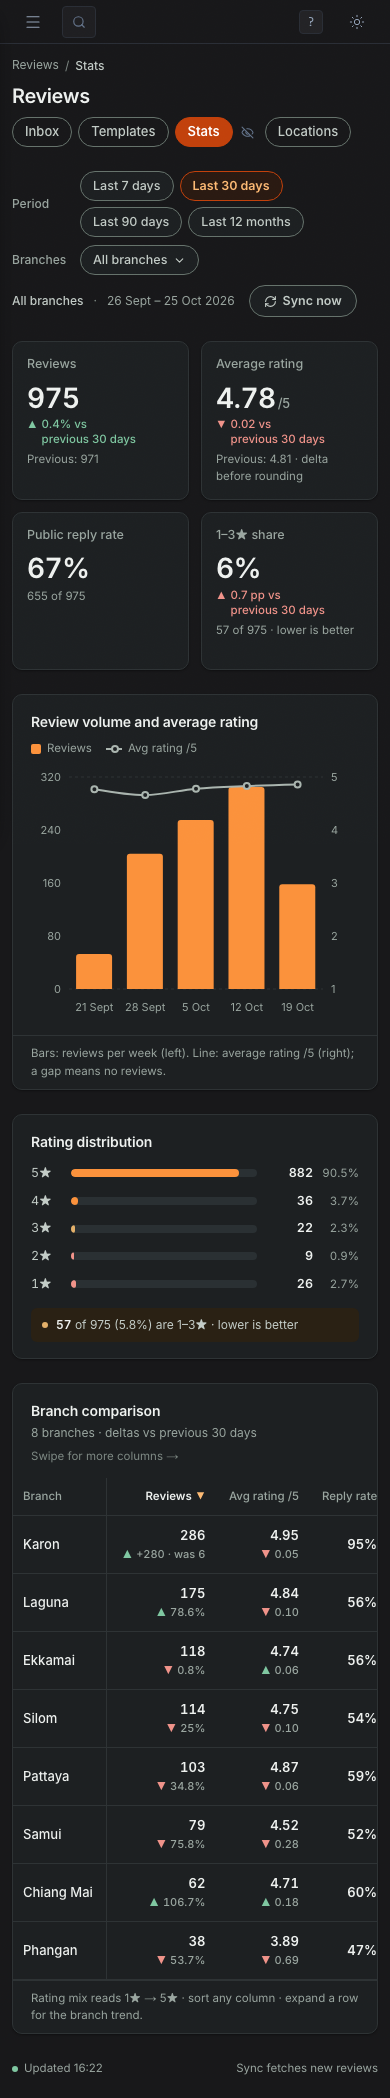 ?
Reviews / Stats
Reviews
Inbox Templates Stats Locations
Period
Last 7 days Last 30 days
Last 90 days Last 12 months
Branches All branches
All branches · 26 Sept – 25 Oct 2026 Sync now
Reviews
975
▲ 0.4% vs
previous 30 days
Previous: 971
Average rating
4.78 /5
▼ 0.02 vs
previous 30 days
Previous: 4.81 · delta
before rounding
Public reply rate
67%
655 of 975
1–3★ share
6%
▲ 0.7 pp vs
previous 30 days
57 of 975 · lower is better
Review volume and average rating
Reviews Avg rating /5
320 5
240 4
160 3
80 2
0 1
21 Sept 28 Sept 5 Oct 12 Oct 19 Oct
Bars: reviews per week (left). Line: average rating /5 (right);
a gap means no reviews.
Rating distribution
5★ 882 90.5%
4★ 36 3.7%
3★ 22 2.3%
2★ 9 0.9%
1★ 26 2.7%
57 of 975 (5.8%) are 1–3★ · lower is better
Branch comparison
8 branches · deltas vs previous 30 days
Swipe for more columns →
Branch Reviews ▼ Avg rating /5 Reply rate
Karon 286 4.95 95%
▲ +280 · was 6 ▼ 0.05
Laguna 175 4.84 56%
▲ 78.6% ▼ 0.10
Ekkamai 118 4.74 56%
▼ 0.8% ▲ 0.06
Silom 114 4.75 54%
▼ 25% ▼ 0.10
Pattaya 103 4.87 59%
▼ 34.8% ▼ 0.06
Samui 79 4.52 52%
▼ 75.8% ▼ 0.28
Chiang Mai 62 4.71 60%
▲ 106.7% ▲ 0.18
Phangan 38 3.89 47%
▼ 53.7% ▼ 0.69
Rating mix reads 1★ → 5★ · sort any column · expand a row
for the branch trend.
Updated 16:22 Sync fetches new reviews